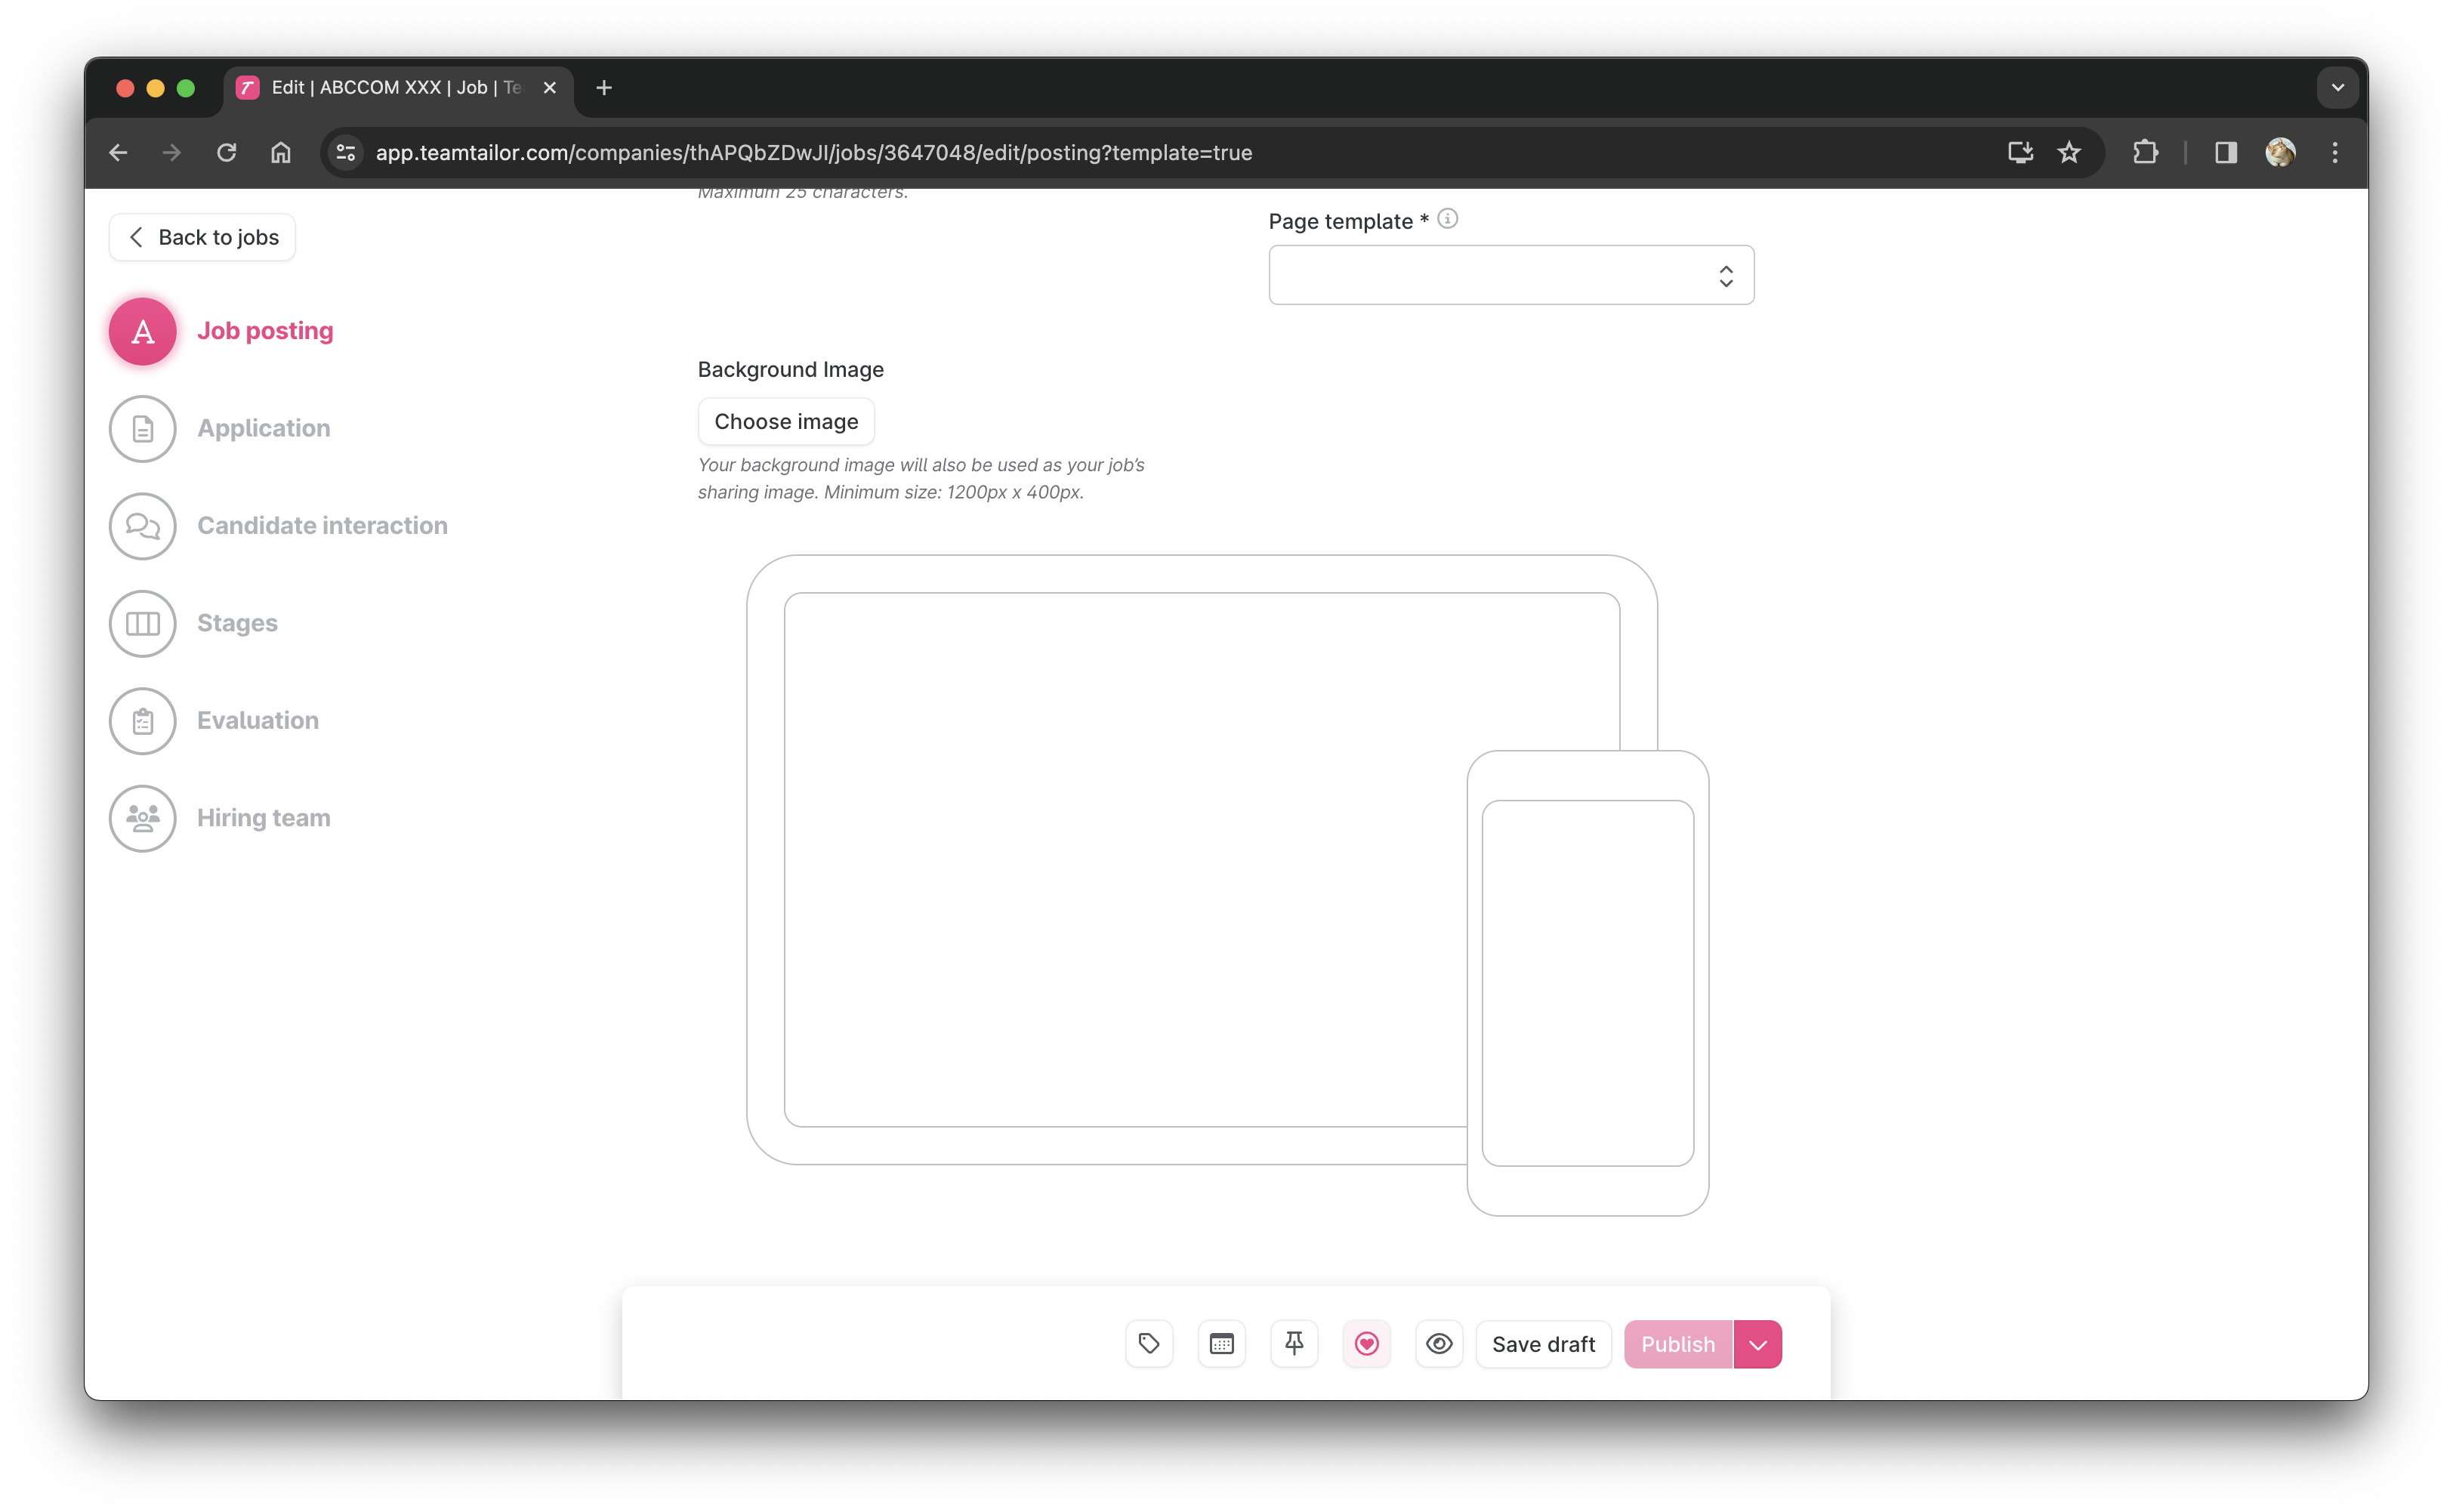 Edit | ABCCOM XXX | Job | Te
app.teamtailor.com/companies/thAPQbZDwJI/jobs/3647048/edit/posting?template=true
Maximum 25 characters.
Back to jobs
Page template *
Job posting
Background Image
Choose image
Application
Your background image will also be used as your job’s
sharing image. Minimum size: 1200px x 400px.
Candidate interaction
Stages
Evaluation
Hiring team
Save draft
Publish